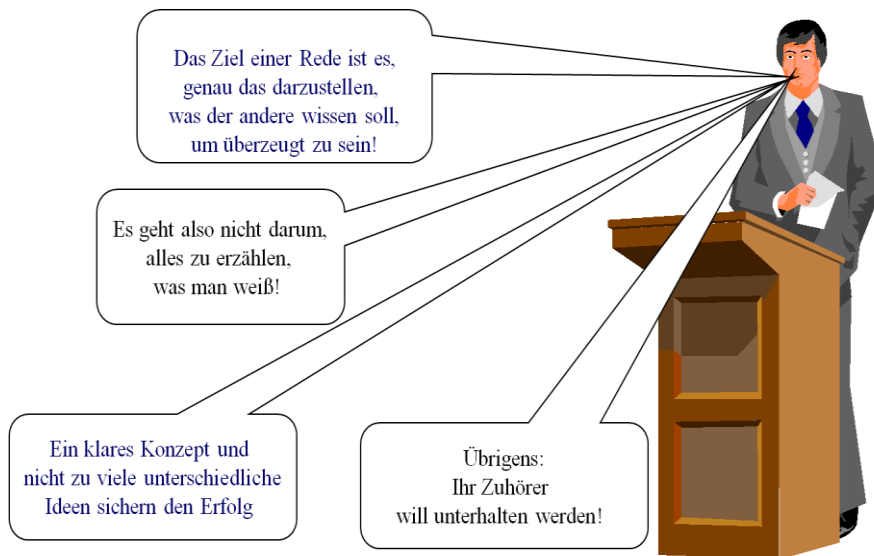 Das Ziel einer Rede ist es,
genau das darzustellen,
was der andere wissen soll,
um überzeugt zu sein!
Es geht also nicht darum,
alles zu erzählen,
was man weiß!
Ein klares Konzept und
nicht zu viele unterschiedliche
Ideen sichern den Erfolg
Übrigens:
Ihr Zuhörer
will unterhalten werden!